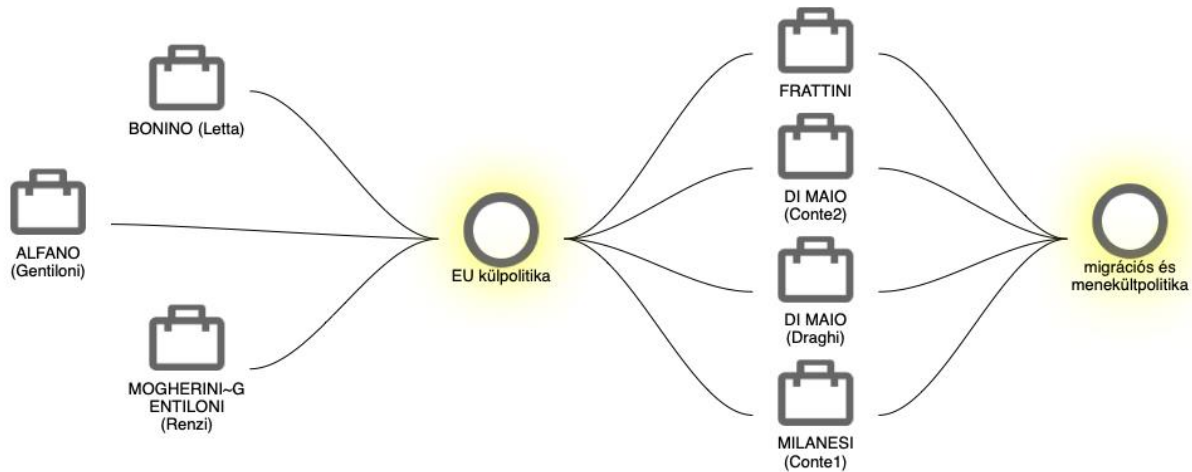 BONINO (Letta)
ALFANO
(Gentiloni)
MOGHERINI~G
ENTILONI
(Renzi)
EU külpolitika
FRATTINI
DI MAIO
(Conte2)
DI MAIO
(Draghi)
MILANESI
(Conte1)
migrációs és
menekültpolitika